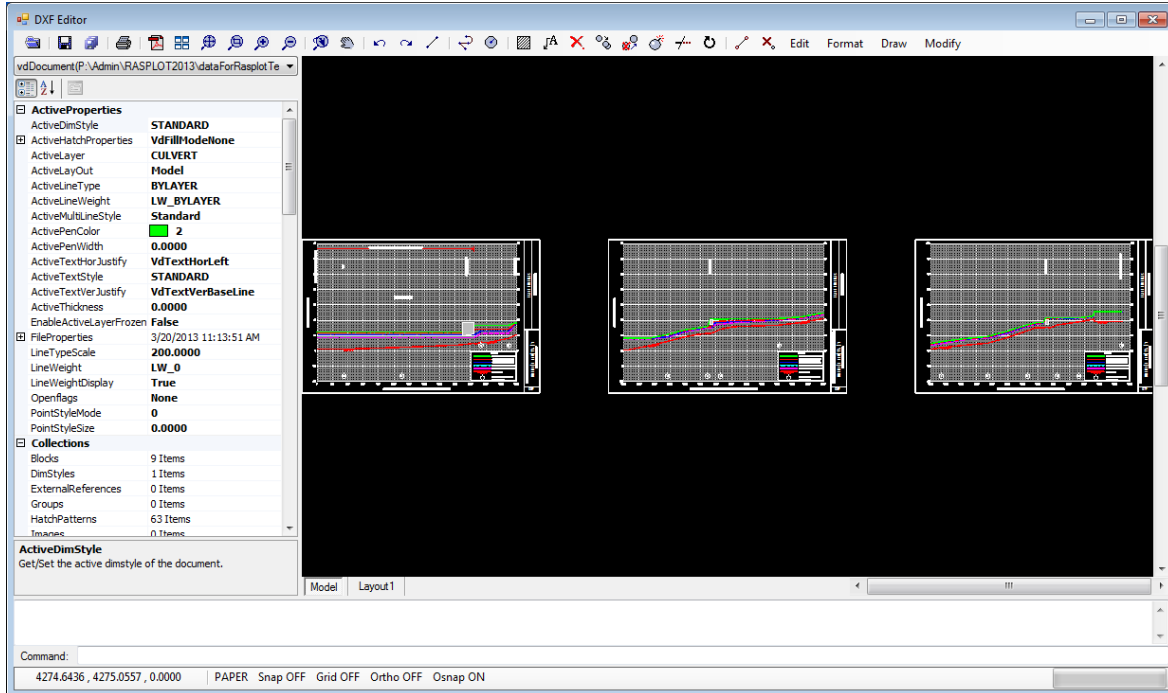 DXF Editor
Edit Format Draw Modify
vdDocument(P:\Admin\RASPLOT2013\dataForRasplotTe
ActiveProperties
ActiveDimStyle STANDARD
ActiveHatchProperties VdFillModeNone
ActiveLayer CULVERT
ActiveLayOut Model
ActiveLineType BYLAYER
ActiveLineWeight LW_BYLAYER
ActiveMultiLineStyle Standard
ActivePenColor 2
ActivePenWidth 0.0000
ActiveTextHorJustify VdTextHorLeft
ActiveTextStyle STANDARD
ActiveTextVerJustify VdTextVerBaseLine
ActiveThickness 0.0000
EnableActiveLayerFrozen False
FileProperties 3/20/2013 11:13:51 AM
LineTypeScale 200.0000
LineWeight LW_0
LineWeightDisplay True
Openflags None
PointStyleMode 0
PointStyleSize 0.0000
Collections
Blocks 9 Items
DimStyles 1 Items
ExternalReferences 0 Items
Groups 0 Items
HatchPatterns 63 Items
Images 0 Items
ActiveDimStyle
Get/Set the active dimstyle of the document.
Model Layout1
Command:
4274.6436 , 4275.0557 , 0.0000 PAPER Snap OFF Grid OFF Ortho OFF Osnap ON